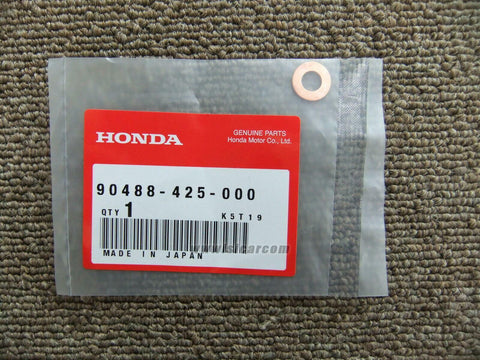 HONDA
GENUINE PARTS
Honda Motor Co., Ltd.
90488-425-000
QTY 1
K5T19
MADE IN JAPAN